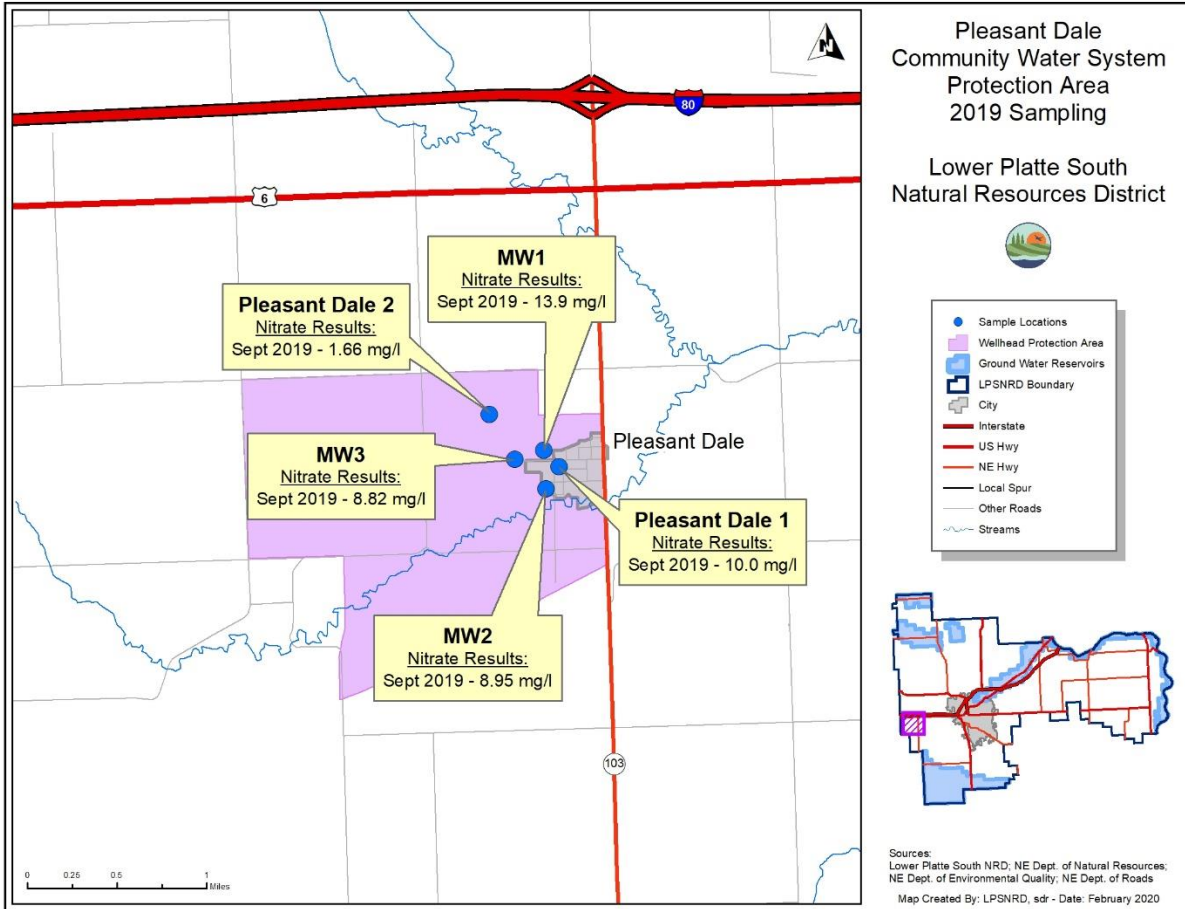 Pleasant Dale
Community Water System
Protection Area
2019 Sampling
Lower Platte South
Natural Resources District
N
80
6
MW1
Nitrate Results:
Sept 2019 - 13.9 mg/l
Pleasant Dale 2
Nitrate Results:
Sept 2019 - 1.66 mg/l
Pleasant Dale
MW3
Nitrate Results:
Sept 2019 - 8.82 mg/l
Pleasant Dale 1
Nitrate Results:
Sept 2019 - 10.0 mg/l
MW2
Nitrate Results:
Sept 2019 - 8.95 mg/l
103
0 0.25 0.5 1
Miles
Sample Locations
Wellhead Protection Area
Ground Water Reservoirs
LPSNRD Boundary
City
Interstate
US Hwy
NE Hwy
Local Spur
Other Roads
Streams
Sources:
Lower Platte South NRD; NE Dept. of Natural Resources;
NE Dept. of Environmental Quality; NE Dept. of Roads
Map Created By: LPSNRD, sdr - Date: February 2020